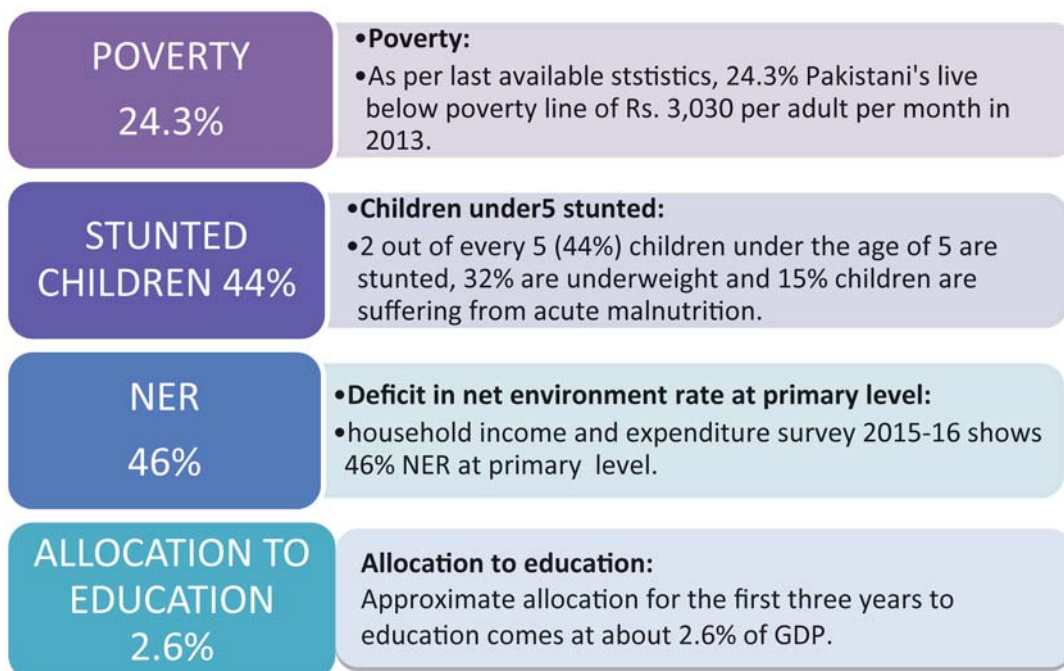 POVERTY
24.3%
•Poverty:
•As per last available ststistics, 24.3% Pakistani's live
below poverty line of Rs. 3,030 per adult per month in
2013.
STUNTED
CHILDREN 44%
•Children under5 stunted:
•2 out of every 5 (44%) children under the age of 5 are
stunted, 32% are underweight and 15% children are
suffering from acute malnutrition.
NER
46%
•Deficit in net environment rate at primary level:
•household income and expenditure survey 2015-16 shows
46% NER at primary level.
ALLOCATION TO
EDUCATION
2.6%
Allocation to education:
Approximate allocation for the first three years to
education comes at about 2.6% of GDP.